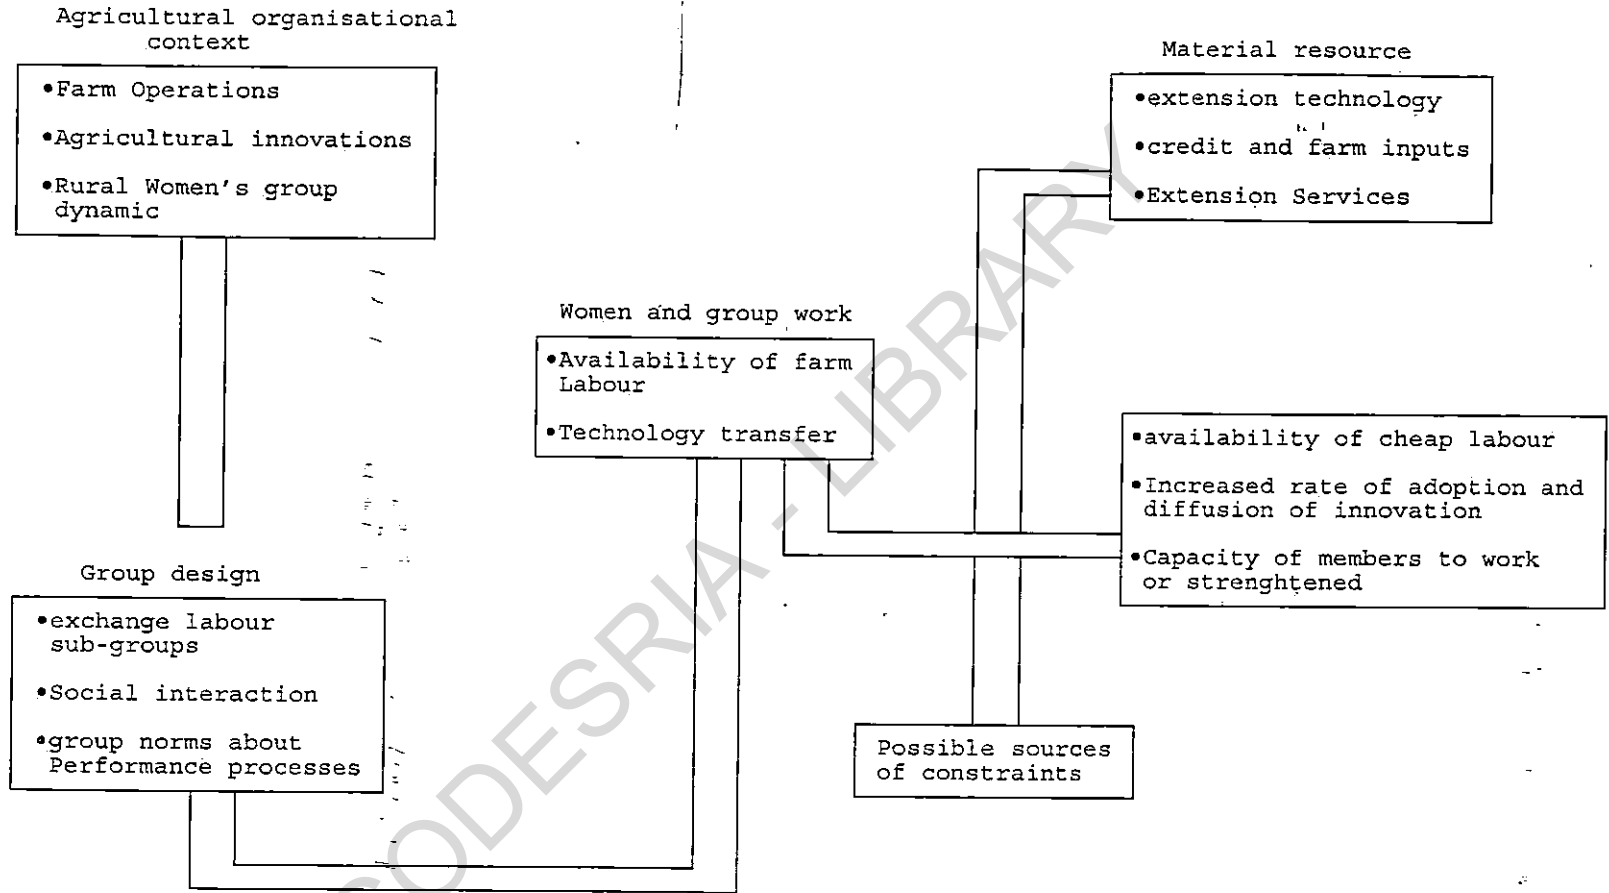 Agricultural organisational
context
•Farm Operations
•Agricultural innovations
•Rural Women's group
dynamic
Material resource
•extension technology
•credit and farm inputs
•Extension Services
Women and group work
•Availability of farm
Labour
•Technology transfer
•availability of cheap labour
•Increased rate of adoption and
diffusion of innovation
•Capacity of members to work
or strenghtened
Group design
•exchange labour
sub-groups
•Social interaction
•group norms about
Performance processes
Possible sources
of constraints
CODESRIA - LIBRARY